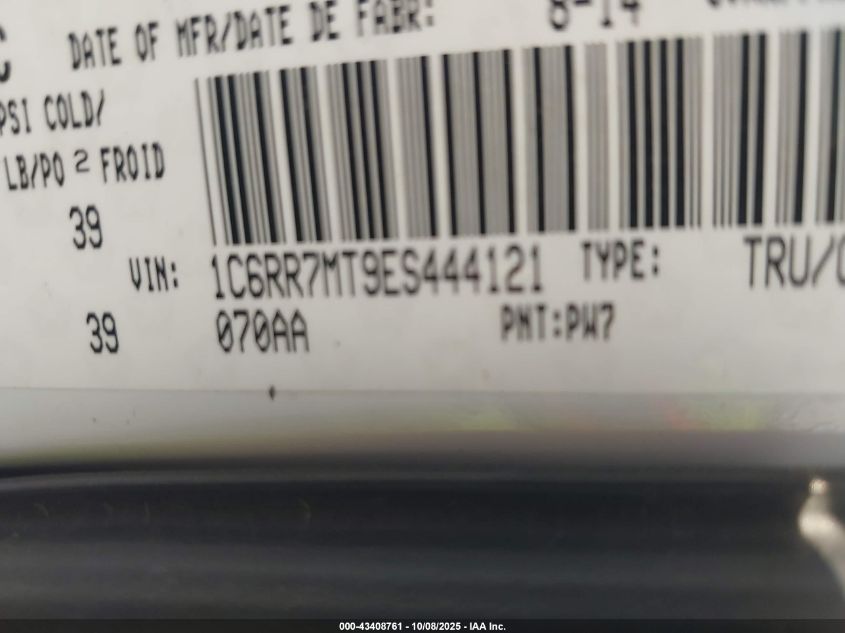 DATE OF MFR/DATE DE FABR: 8-14
PSI COLD/
LB/PO 2 FROID
39
VIN: 1C6RR7MT9ES444121 TYPE: TRU/C
39 070AA PNT:PW7
000-43408761 - 10/08/2025 - IAA Inc.